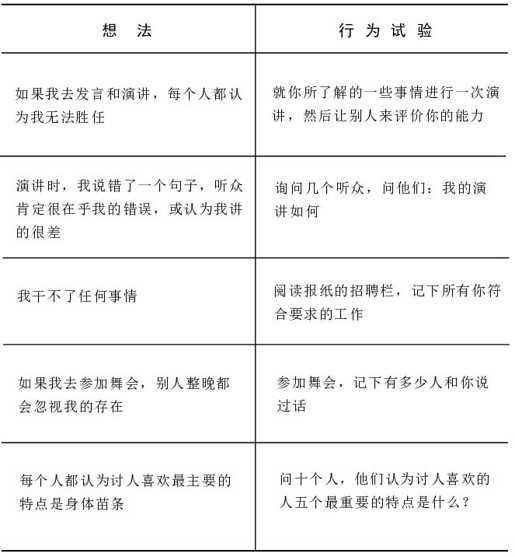 想 法
行 为 试 验
如果我去发言和演讲，每个人都认
为我无法胜任
就你所了解的一些事情进行一次演
讲，然后让别人来评价你的能力
演讲时，我说错了一个句子，听众
肯定很在乎我的错误，或认为我讲
的很差
询问几个听众，问他们：我的演
讲如何
我干不了任何事情
阅读报纸的招聘栏，记下所有你符
合要求的工作
如果我去参加舞会，别人整晚都
会忽视我的存在
参加舞会，记下有多少人和你说
过话
每个人都认为讨人喜欢最主要的
特点是身体苗条
问十个人，他们认为讨人喜欢的
人五个最重要的特点是什么？